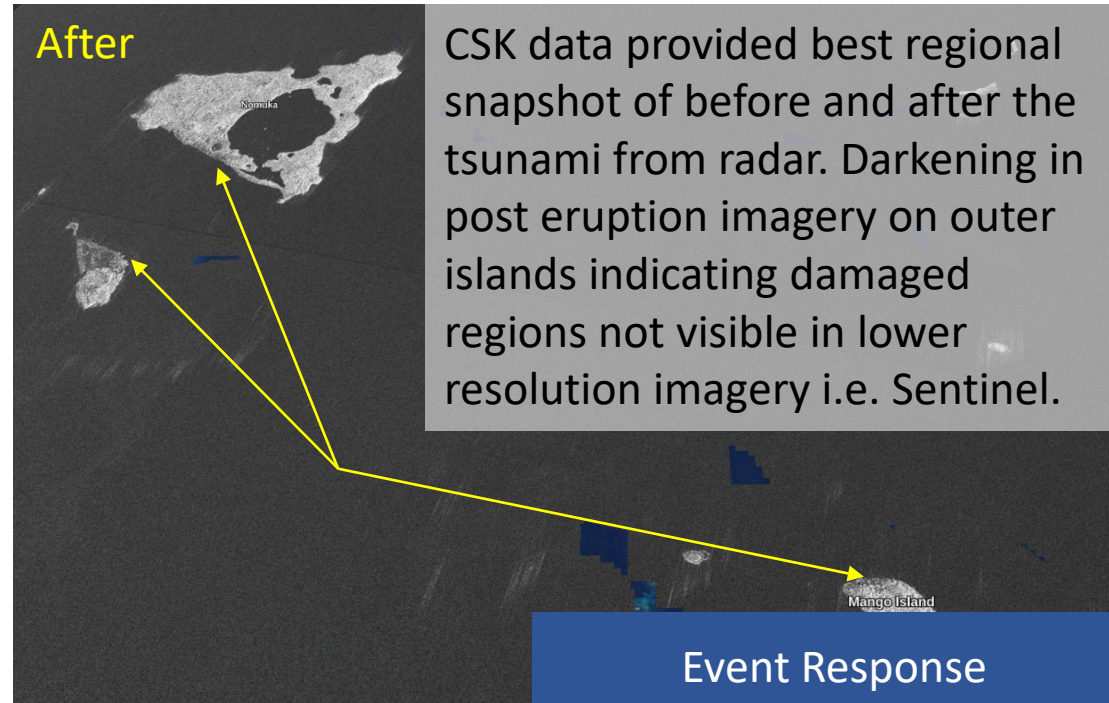 After
CSK data provided best regional
snapshot of before and after the
tsunami from radar. Darkening in
post eruption imagery on outer
islands indicating damaged
regions not visible in lower
resolution imagery i.e. Sentinel.
Nomuka
Mango Island
Event Response